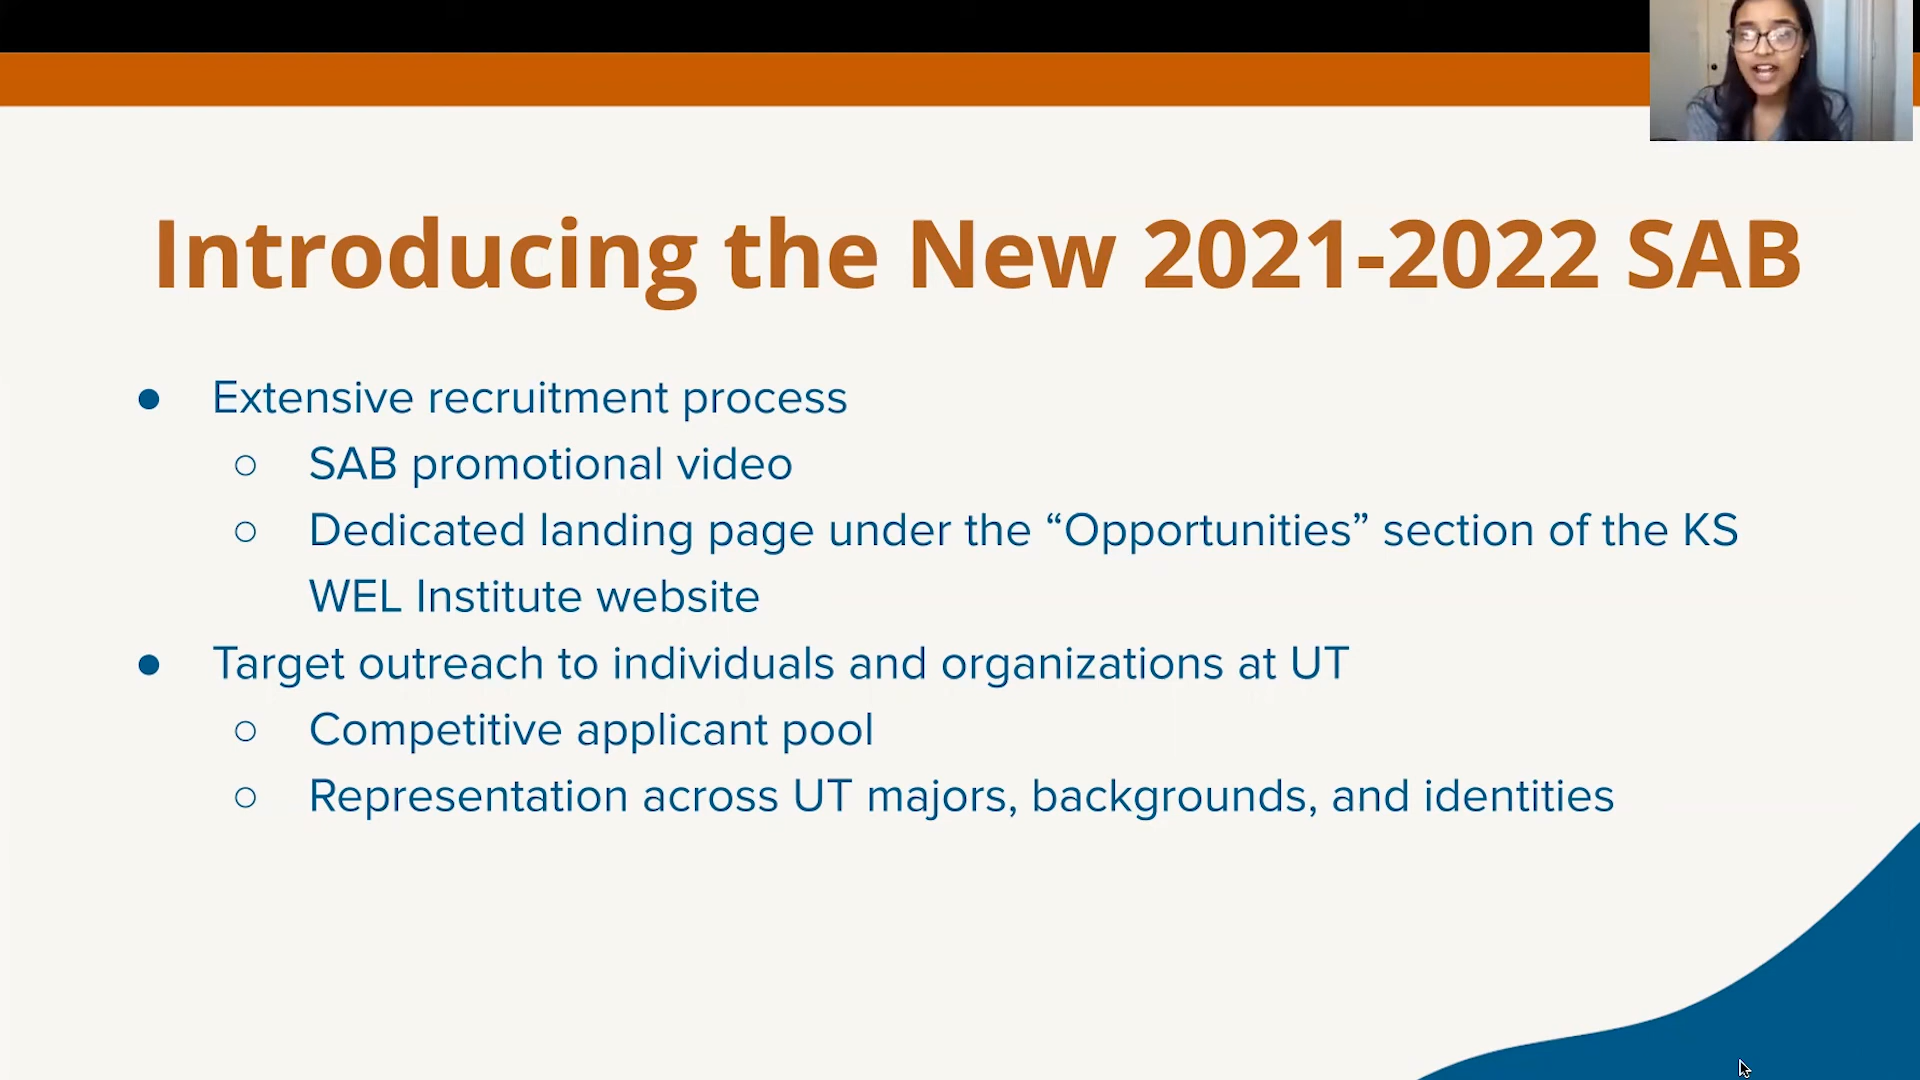 Introducing the New 2021-2022 SAB
● Extensive recruitment process
○ SAB promotional video
○ Dedicated landing page under the “Opportunities” section of the KS
WEL Institute website
● Target outreach to individuals and organizations at UT
○ Competitive applicant pool
○ Representation across UT majors, backgrounds, and identities